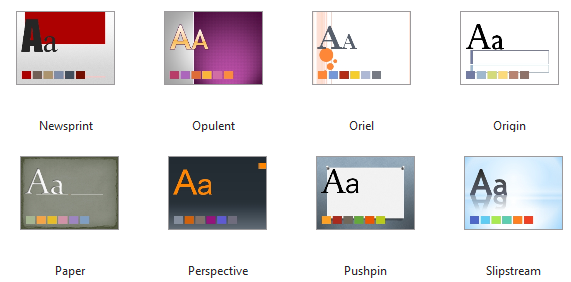 Aa Aa Aa Aa
Newsprint Opulent Oriel Origin
Aa Aa Aa Aa
Paper Perspective Pushpin Slipstream